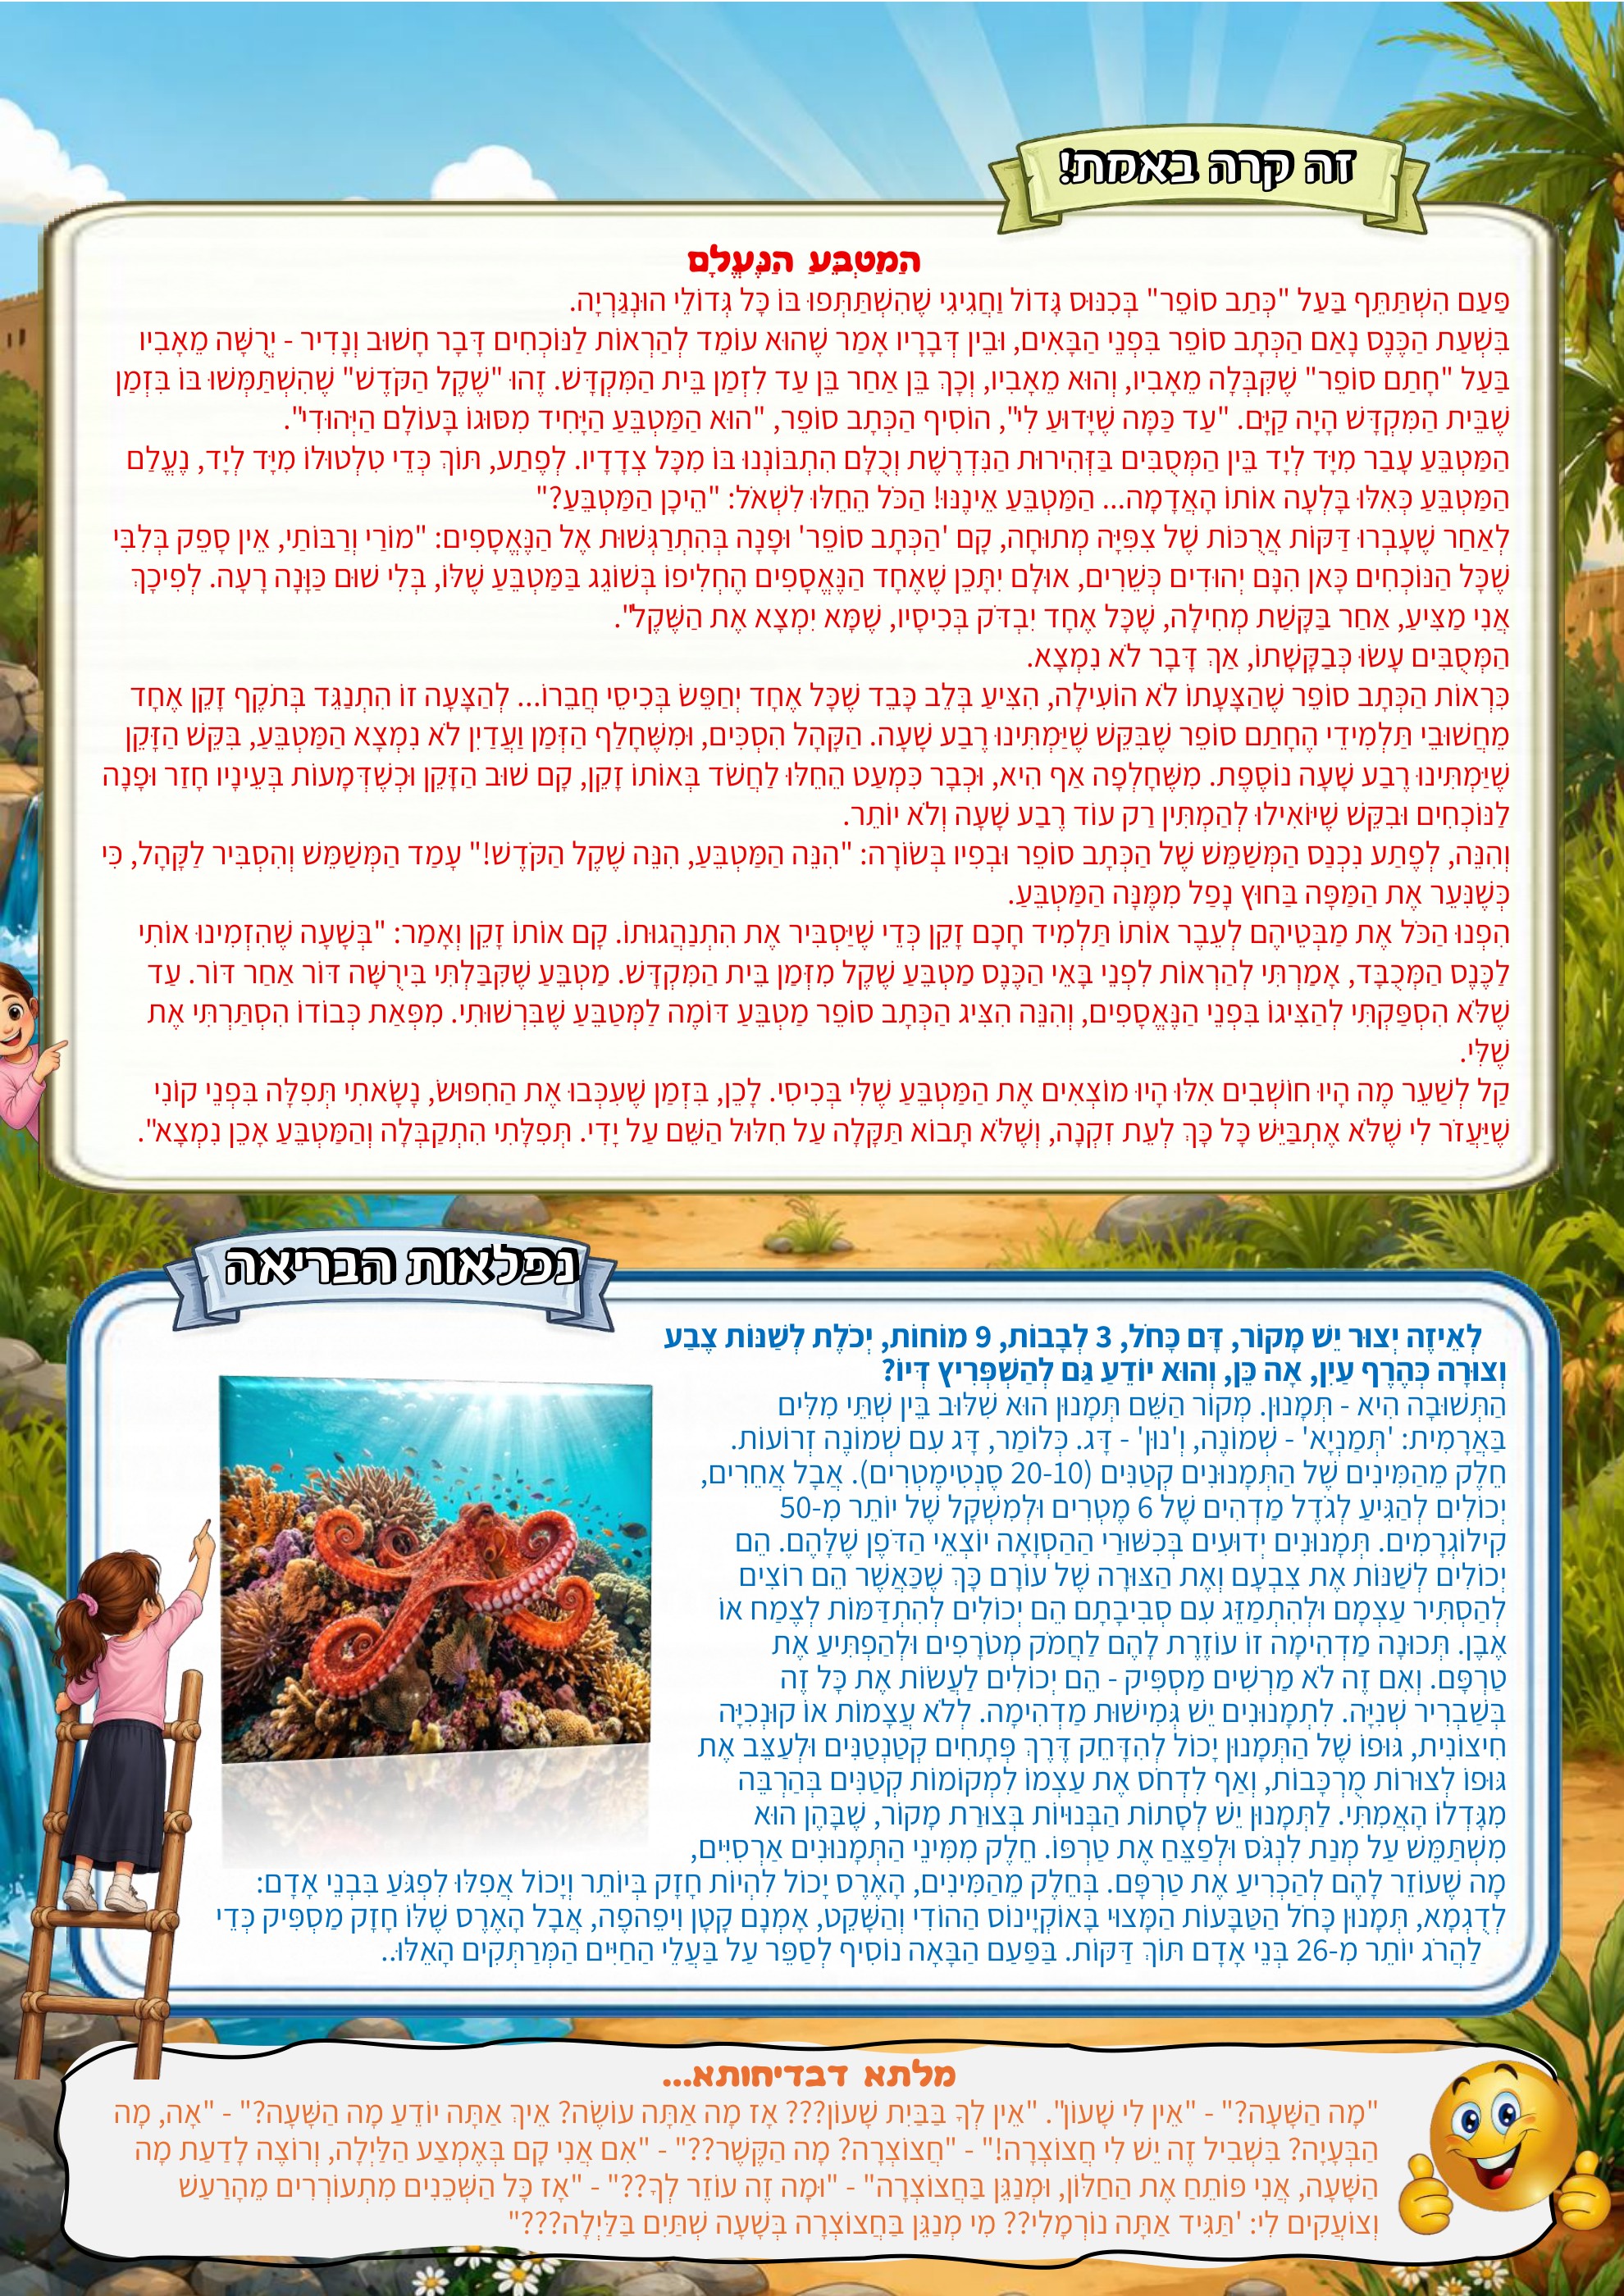 זה קרה באמת!
הַמַּטְבֵּעַ הַנֶּעֱלָם
פַּעַם הִשְׁתַּתֵּף בַּעַל "כְּתַב סוֹפֵר" בְּכִנּוּס גָּדוֹל וַחֲגִיגִי שֶׁהִשְׁתַּתְּפוּ בּוֹ כָּל גְּדוֹלֵי הוּנְגַּרְיָה.
בִּשְׁעַת הַכֶּנֶס נָאַם הַכְּתָב סוֹפֵר בִּפְנֵי הַבָּאִים, וּבֵין דְּבָרָיו אָמַר שֶׁהוּא עוֹמֵד לְהַרְאוֹת לַנּוֹכְחִים דָּבָר חָשׁוּב וְנָדִיר - יְרֻשָּׁה מֵאָבִיו
בַּעַל "חֲתַם סוֹפֵר" שֶׁקִּבְּלָה מֵאָבִיו, וְהוּא מֵאָבִיו, וְכָךְ בֵּן אַחַר בֵּן עַד לִזְמַן בֵּית הַמִּקְדָּשׁ. זֶהוּ "שֶׁקֶל הַקֹּדֶשׁ" שֶׁהִשְׁתַּמְּשׁוּ בּוֹ בִּזְמַן
שֶׁבֵּית הַמִּקְדָּשׁ הָיָה קַיָּם. "עַד כַּמָּה שֶׁיָּדוּעַ לִי", הוֹסִיף הַכְּתָב סוֹפֵר, "הוּא הַמַּטְבֵּעַ הַיָּחִיד מִסּוּגוֹ בָּעוֹלָם הַיְּהוּדִי".
הַמַּטְבֵּעַ עָבַר מִיָּד לְיָד בֵּין הַמְּסֻבִּים בַּזְּהִירוּת הַנִּדְרֶשֶׁת וְכֻלָּם הִתְבּוֹנְנוּ בּוֹ מִכָּל צְדָדָיו. לְפֶתַע, תּוֹךְ כְּדֵי טִלְטוּלוֹ מִיָּד לְיָד, נֶעֱלַם
הַמַּטְבֵּעַ כְּאִלּוּ בָּלְעָה אוֹתוֹ הָאֲדָמָה... הַמַּטְבֵּעַ אֵינֶנּוּ! הַכֹּל הֵחֵלּוּ לִשְׁאֹל: "הֵיכָן הַמַּטְבֵּעַ?"
לְאַחַר שֶׁעָבְרוּ דַּקּוֹת אֲרֻכּוֹת שֶׁל צִפִּיָּה מְתוּחָה, קָם 'הַכְּתָב סוֹפֵר' וּפָנָה בְּהִתְרַגְּשׁוּת אֶל הַנֶּאֱסָפִים: "מוֹרַי וְרַבּוֹתַי, אֵין סָפֵק בְּלִבִּי
שֶׁכָּל הַנּוֹכְחִים כָּאן הִנָּם יְהוּדִים כְּשֵׁרִים, אוּלָם יִתָּכֵן שֶׁאֶחָד הַנֶּאֱסָפִים הֶחְלִיפוֹ בְּשׁוֹגֵג בַּמַּטְבֵּעַ שֶׁלּוֹ, בְּלִי שׁוּם כַּוָּנָה רָעָה. לְפִיכָךְ
אֲנִי מַצִּיעַ, אַחַר בַּקָּשַׁת מְחִילָה, שֶׁכָּל אֶחָד יִבְדֹּק בְּכִיסָיו, שֶׁמָּא יִמְצָא אֶת הַשֶּׁקֶל".
הַמְּסֻבִּים עָשׂוּ כְּבַקָּשָׁתוֹ, אַךְ דָּבָר לֹא נִמְצָא.
כִּרְאוֹת הַכְּתָב סוֹפֵר שֶׁהַצָּעָתוֹ לֹא הוֹעִילָה, הִצִּיעַ בְּלֵב כָּבֵד שֶׁכָּל אֶחָד יְחַפֵּשׂ בְּכִיסֵי חֲבֵרוֹ... לְהַצָּעָה זוֹ הִתְנַגֵּד בְּתֹקֶף זָקֵן אֶחָד
מֵחֲשׁוּבֵי תַּלְמִידֵי הַחֲתַם סוֹפֵר שֶׁבִּקֵּשׁ שֶׁיַּמְתִּינוּ רֶבַע שָׁעָה. הַקָּהָל הִסְכִּים, וּמִשֶּׁחָלַף הַזְּמַן וַעֲדַיִן לֹא נִמְצָא הַמַּטְבֵּעַ, בִּקֵּשׁ הַזָּקֵן
שֶׁיַּמְתִּינוּ רֶבַע שָׁעָה נוֹסֶפֶת. מִשֶּׁחָלְפָה אַף הִיא, וּכְבָר כִּמְעַט הֵחֵלּוּ לַחֲשֹׁד בְּאוֹתוֹ זָקֵן, קָם שׁוּב הַזָּקֵן וּכְשֶׁדְּמָעוֹת בְּעֵינָיו חָזַר וּפָנָה
לַנּוֹכְחִים וּבִקֵּשׁ שֶׁיּוֹאִילוּ לְהַמְתִּין רַק עוֹד רֶבַע שָׁעָה וְלֹא יוֹתֵר.
וְהִנֵּה, לְפֶתַע נִכְנַס הַמְּשַׁמֵּשׁ שֶׁל הַכְּתָב סוֹפֵר וּבְפִיו בְּשׂוֹרָה: "הִנֵּה הַמַּטְבֵּעַ, הִנֵּה שֶׁקֶל הַקֹּדֶשׁ!" עָמַד הַמְּשַׁמֵּשׁ וְהִסְבִּיר לַקָּהָל, כִּי
כְּשֶׁנִּעֵר אֶת הַמַּפָּה בַּחוּץ נָפַל מִמֶּנָּה הַמַּטְבֵּעַ.
הִפְנוּ הַכֹּל אֶת מַבְּטֵיהֶם לְעֵבֶר אוֹתוֹ תַּלְמִיד חָכָם זָקֵן כְּדֵי שֶׁיַּסְבִּיר אֶת הִתְנַהֲגוּתוֹ. קָם אוֹתוֹ זָקֵן וְאָמַר: "בְּשָׁעָה שֶׁהִזְמִינוּ אוֹתִי
לַכֶּנֶס הַמְּכֻבָּד, אָמַרְתִּי לְהַרְאוֹת לִפְנֵי בָּאֵי הַכֶּנֶס מַטְבֵּעַ שֶׁקֶל מִזְּמַן בֵּית הַמִּקְדָּשׁ. מַטְבֵּעַ שֶׁקִּבַּלְתִּי בִּירֻשָּׁה דּוֹר אַחַר דּוֹר. עַד
שֶׁלֹּא הִסְפַּקְתִּי לְהַצִּיגוֹ בִּפְנֵי הַנֶּאֱסָפִים, וְהִנֵּה הִצִּיג הַכְּתָב סוֹפֵר מַטְבֵּעַ דּוֹמֶה לַמַּטְבֵּעַ שֶׁבִּרְשׁוּתִי. מִפְּאַת כְּבוֹדוֹ הִסְתַּרְתִּי אֶת
שֶׁלִּי.
קַל לְשַׁעֵר מֶה הָיוּ חוֹשְׁבִים אִלּוּ הָיוּ מוֹצְאִים אֶת הַמַּטְבֵּעַ שֶׁלִּי בְּכִיסִי. לָכֵן, בִּזְמַן שֶׁעִכְּבוּ אֶת הַחִפּוּשׂ, נָשָׂאתִי תְּפִלָּה בִּפְנֵי קוֹנִי
שֶׁיַּעֲזֹר לִי שֶׁלֹּא אֶתְבַּיֵּשׁ כָּל כָּךְ לְעֵת זִקְנָה, וְשֶׁלֹּא תָּבוֹא תַּקָּלָה עַל חִלּוּל הַשֵּׁם עַל יָדִי. תְּפִלָּתִי הִתְקַבְּלָה וְהַמַּטְבֵּעַ אָכֵן נִמְצָא".
נפלאות הבריאה
לְאֵיזֶה יְצוּר יֵשׁ מָקוֹר, דָּם כָּחֹל, 3 לְבָבוֹת, 9 מוֹחוֹת, יְכֹלֶת לְשַׁנּוֹת צֶבַע
וְצוּרָה כְּהֶרֶף עַיִן, אָה כֵּן, וְהוּא יוֹדֵעַ גַּם לְהַשְׁפְּרִיץ דְּיוֹ?
הַתְּשׁוּבָה הִיא - תְּמָנוּן. מְקוֹר הַשֵּׁם תְּמָנוּן הוּא שִׁלּוּב בֵּין שְׁתֵּי מִלִּים
בַּאֲרָמִית: 'תְּמַנְיָא' - שְׁמוֹנֶה, וְ'נוּן' - דָּג. כְּלוֹמַר, דָּג עִם שְׁמוֹנֶה זְרוֹעוֹת.
חֵלֶק מֵהַמִּינִים שֶׁל הַתְּמָנוּנִים קְטַנִּים (20-10 סֶנְטִימֶטְרִים). אֲבָל אֲחֵרִים,
יְכוֹלִים לְהַגִּיעַ לְגֹדֶל מַדְהִים שֶׁל 6 מֶטְרִים וּלְמִשְׁקָל שֶׁל יוֹתֵר מִ-50
קִילוֹגְרָמִים. תְּמָנוּנִים יְדוּעִים בְּכִשּׁוּרֵי הַהַסְוָאָה יוֹצְאֵי הַדֹּפֶן שֶׁלָּהֶם. הֵם
יְכוֹלִים לְשַׁנּוֹת אֶת צִבְעָם וְאֶת הַצּוּרָה שֶׁל עוֹרָם כָּךְ שֶׁכַּאֲשֶׁר הֵם רוֹצִים
לְהַסְתִּיר עַצְמָם וּלְהִתְמַזֵּג עִם סְבִיבָתָם הֵם יְכוֹלִים לְהִתְדַּמּוֹת לְצֶמַח אוֹ
אֶבֶן. תְּכוּנָה מַדְהִימָה זוֹ עוֹזֶרֶת לָהֶם לַחֲמֹק מְטֹרָפִים וּלְהַפְתִּיעַ אֶת
טַרְפָּם. וְאִם זֶה לֹא מַרְשִׁים מַסְפִּיק - הֵם יְכוֹלִים לַעֲשׂוֹת אֶת כָּל זֶה
בְּשַׁבְרִיר שְׁנִיָּה. לִתְמָנוּנִים יֵשׁ גְּמִישׁוּת מַדְהִימָה. לְלֹא עֲצָמוֹת אוֹ קוּנְכִיָּה
חִיצוֹנִית, גּוּפוֹ שֶׁל הַתְּמָנוּן יָכוֹל לְהִדָּחֵק דֶּרֶךְ פְּתָחִים קְטַנְטַנִּים וּלְעַצֵּב אֶת
גּוּפוֹ לְצוּרוֹת מֻרְכָּבוֹת, וְאַף לִדְחֹס אֶת עַצְמוֹ לִמְקוֹמוֹת קְטַנִּים בְּהַרְבֵּה
מִגָּדְלוֹ הָאֲמִתִּי. לַתְּמָנוּן יֵשׁ לְסָתוֹת הַבְּנוּיוֹת בְּצוּרַת מָקוֹר, שֶׁבָּהֶן הוּא
מִשְׁתַּמֵּשׁ עַל מְנָת לִנְגֹּס וּלְפַצֵּחַ אֶת טַרְפּוֹ. חֵלֶק מִמִּינֵי הַתְּמָנוּנִים אַרְסִיִּים,
מָה שֶׁעוֹזֵר לָהֶם לְהַכְרִיעַ אֶת טַרְפָּם. בְּחֵלֶק מֵהַמִּינִים, הָאֶרֶס יָכוֹל לִהְיוֹת חָזָק בְּיוֹתֵר וְיָכוֹל אֲפִלּוּ לִפְגֹּעַ בִּבְנֵי אָדָם:
לְדֻגְמָא, תְּמָנוּן כְּחֹל הַטַּבָּעוֹת הַמָּצוּי בָּאוֹקְיָינוֹס הַהוֹדִי וְהַשָּׁקֵט, אָמְנָם קָטָן וִיפֵהפֶה, אֲבָל הָאֶרֶס שֶׁלּוֹ חָזָק מַסְפִּיק כְּדֵי
לַהֲרֹג יוֹתֵר מִ-26 בְּנֵי אָדָם תּוֹךְ דַּקּוֹת. בַּפַּעַם הַבָּאָה נוֹסִיף לְסַפֵּר עַל בַּעֲלֵי הַחַיִּים הַמְּרַתְּקִים הָאֵלּוּ..
מלתא דבדיחותא...
"מָה הַשָּׁעָה?" - "אֵין לִי שָׁעוֹן". "אֵין לְךָ בַּבַּיִת שָׁעוֹן??? אָז מָה אַתָּה עוֹשֶׂה? אֵיךְ אַתָּה יוֹדֵעַ מָה הַשָּׁעָה?" - "אָה, מָה
הַבְּעָיָה? בִּשְׁבִיל זֶה יֵשׁ לִי חֲצוֹצְרָה!" - "חֲצוֹצְרָה? מָה הַקֶּשֶׁר??" - "אִם אֲנִי קָם בְּאֶמְצַע הַלַּיְלָה, וְרוֹצֶה לָדַעַת מָה
הַשָּׁעָה, אֲנִי פּוֹתֵחַ אֶת הַחַלּוֹן, וּמְנַגֵּן בַּחֲצוֹצְרָה" - "וּמָה זֶה עוֹזֵר לְךָ??" - "אָז כָּל הַשְּׁכֵנִים מִתְעוֹרְרִים מֵהָרַעַשׁ
וְצוֹעֲקִים לִי: 'תַּגִּיד אַתָּה נוֹרְמָלִי?? מִי מְנַגֵּן בַּחֲצוֹצְרָה בְּשָׁעָה שְׁתַּיִם בַּלַּיְלָה???"